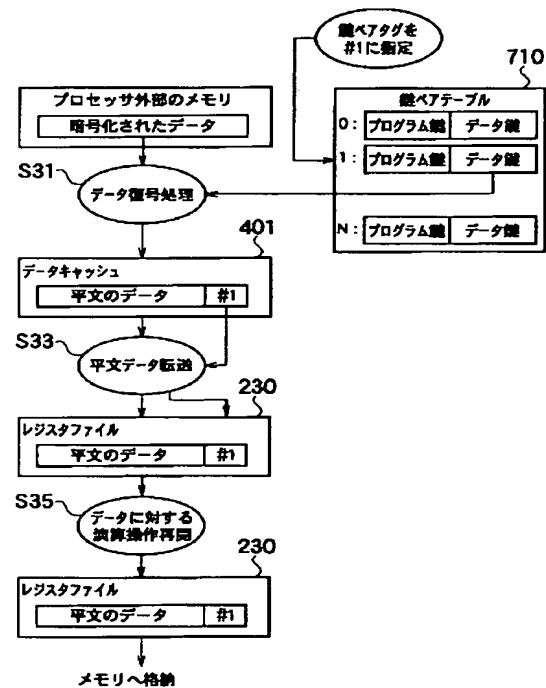 鍵ペアタグを
#1に指定
710
プロセッサ外部のメモリ
暗号化されたデータ
鍵ペアテーブル
0: プログラム鍵 データ鍵
1: プログラム鍵 データ鍵
N: プログラム鍵 データ鍵
S31
データ復号処理
401
データキャッシュ
平文のデータ #1
S33
平文データ転送
230
レジスタファイル
平文のデータ #1
S35
データに対する
演算操作再開
230
レジスタファイル
平文のデータ #1
メモリへ格納